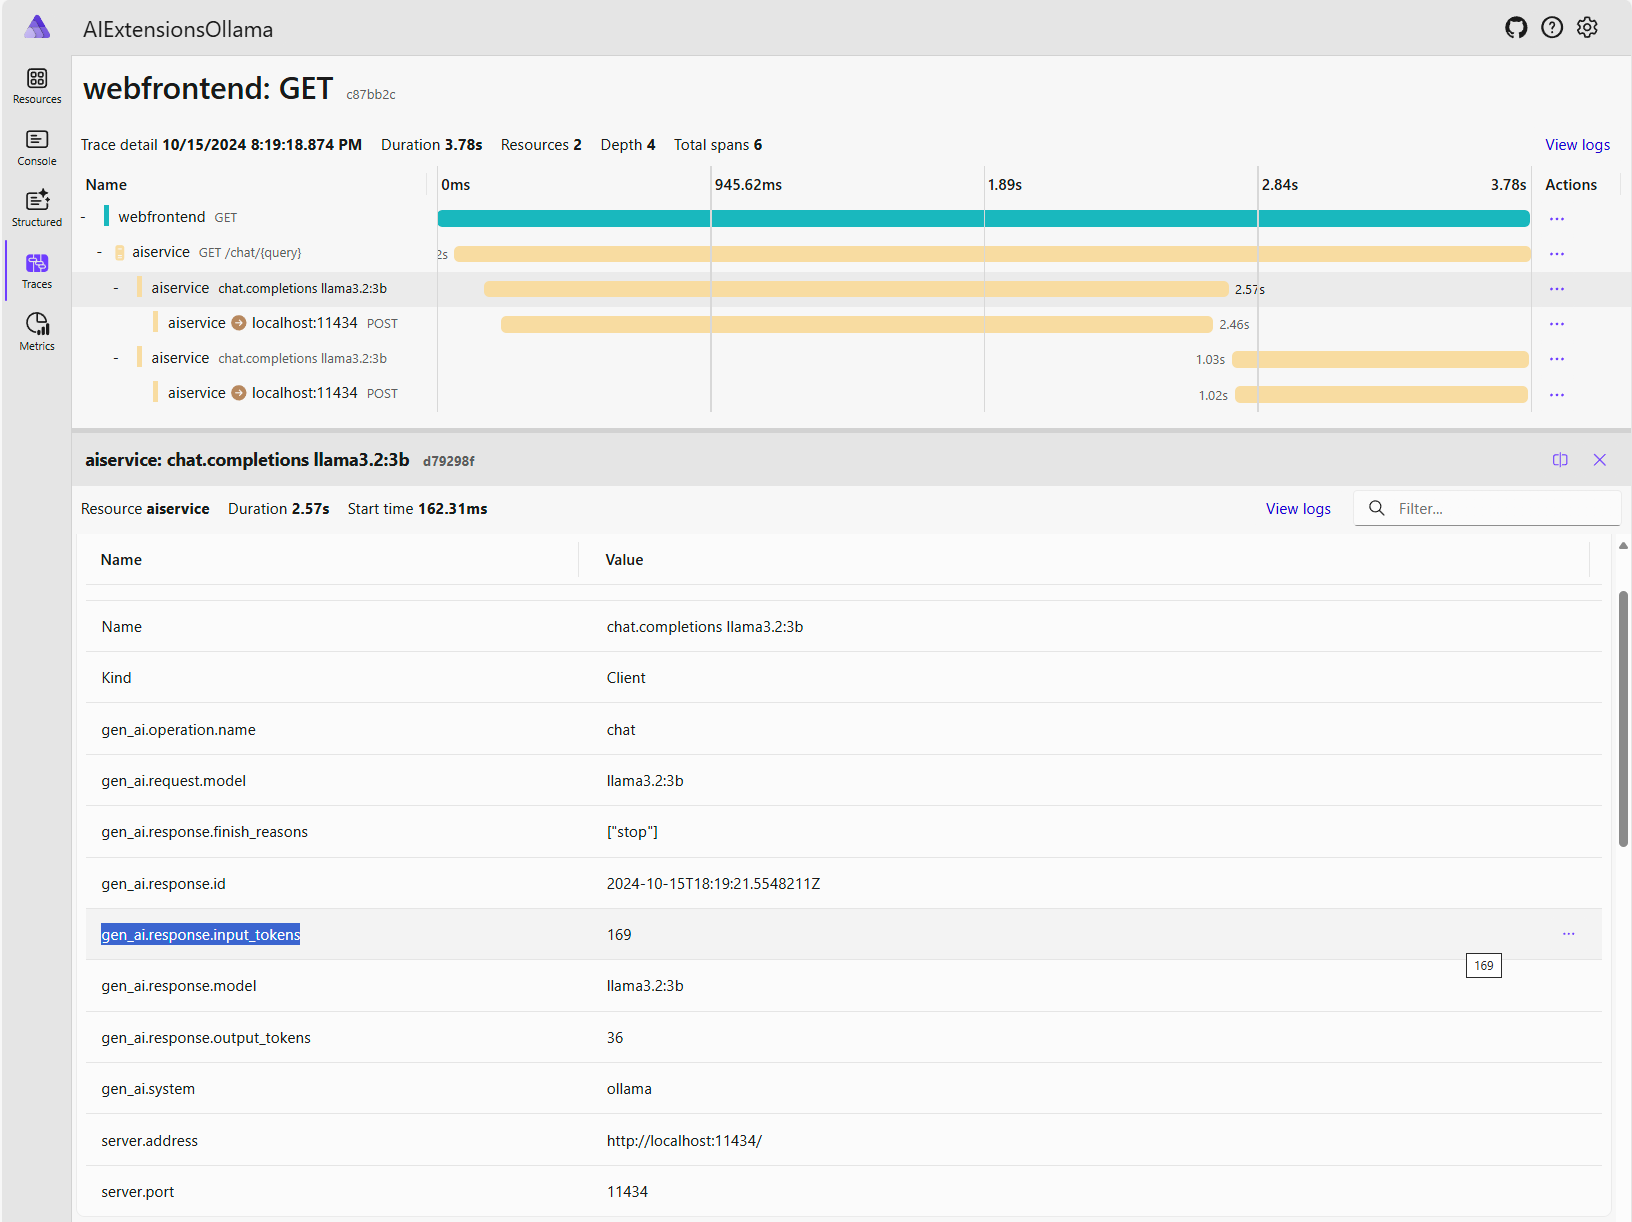 AIExtensionsOllama
Resources
Console
Structured
Traces
Metrics
webfrontend: GET c87bb2c
Trace detail 10/15/2024 8:19:18.874 PM Duration 3.78s Resources 2 Depth 4 Total spans 6 View logs
Name 0ms 945.62ms 1.89s 2.84s 3.78s Actions
- webfrontend GET ...
- aiservice GET /chat/{query} 2s ...
- aiservice chat.completions llama3.2:3b 2.57s ...
aiservice localhost:11434 POST 2.46s ...
- aiservice chat.completions llama3.2:3b 1.03s ...
aiservice localhost:11434 POST 1.02s ...
aiservice: chat.completions llama3.2:3b d79298f
Resource aiservice Duration 2.57s Start time 162.31ms View logs Filter...
Name Value
Name chat.completions llama3.2:3b
Kind Client
gen_ai.operation.name chat
gen_ai.request.model llama3.2:3b
gen_ai.response.finish_reasons ["stop"]
gen_ai.response.id 2024-10-15T18:19:21.5548211Z
gen_ai.response.input_tokens 169 ...
169
gen_ai.response.model llama3.2:3b
gen_ai.response.output_tokens 36
gen_ai.system ollama
server.address http://localhost:11434/
server.port 11434